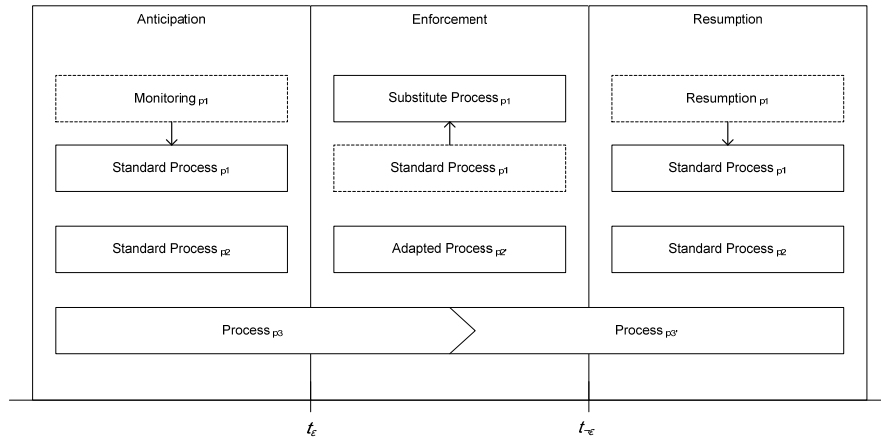 Anticipation Enforcement Resumption
Monitoring p1 Substitute Process p1 Resumption p1
Standard Process p1 Standard Process p1 Standard Process p1
Standard Process p2 Adapted Process p2' Standard Process p2
Process p3 Process p3'
tε t¬ε